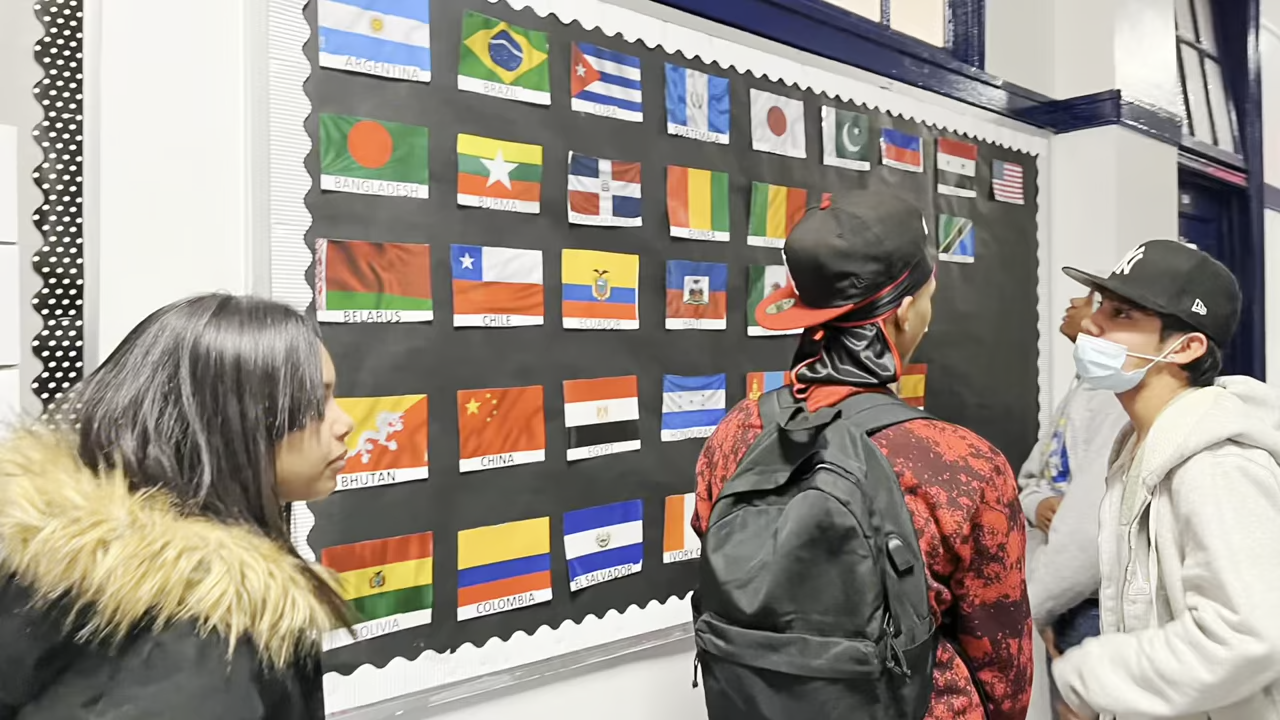 ARGENTINA
BRAZIL
CUBA
GUATEMALA
BANGLADESH
BURMA
DOMINICAN REPUBLIC
GUINEA
MALI
BELARUS
CHILE
ECUADOR
HAITI
BHUTAN
CHINA
EGYPT
HONDURAS
BOLIVIA
COLOMBIA
EL SALVADOR
IVORY C
NY